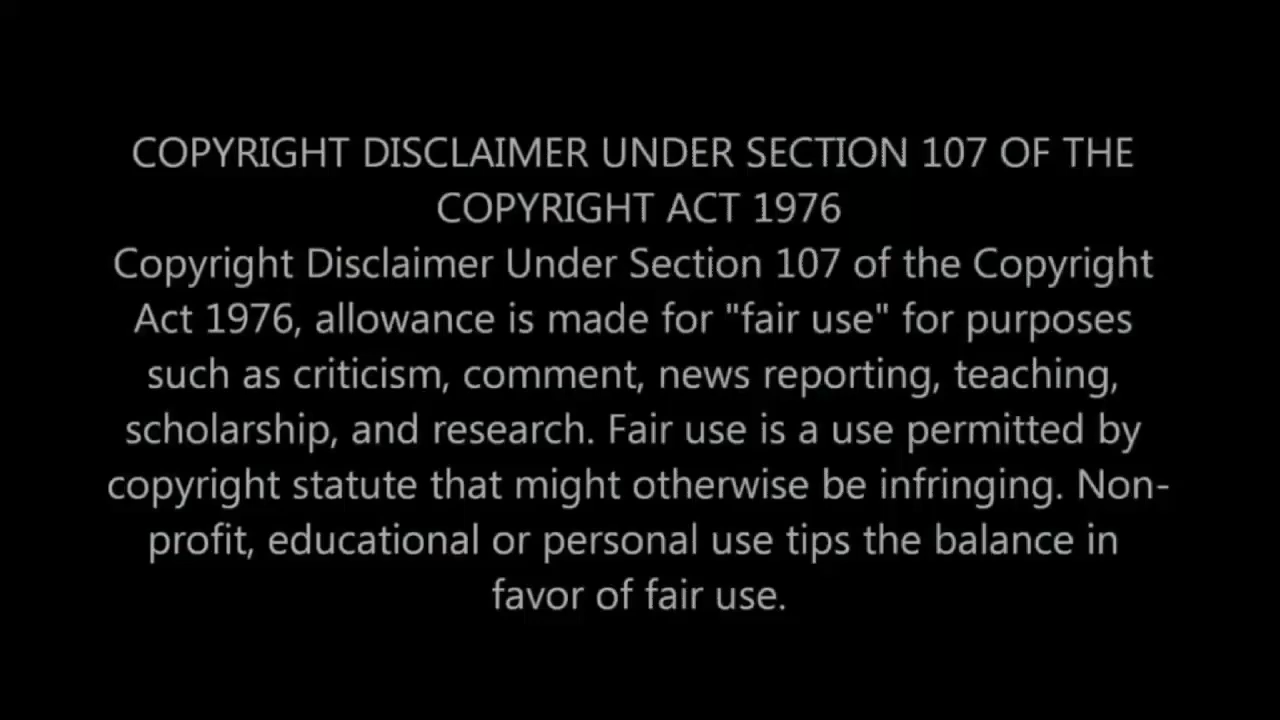 COPYRIGHT DISCLAIMER UNDER SECTION 107 OF THE
COPYRIGHT ACT 1976
Copyright Disclaimer Under Section 107 of the Copyright
Act 1976, allowance is made for "fair use" for purposes
such as criticism, comment, news reporting, teaching,
scholarship, and research. Fair use is a use permitted by
copyright statute that might otherwise be infringing. Non-
profit, educational or personal use tips the balance in
favor of fair use.